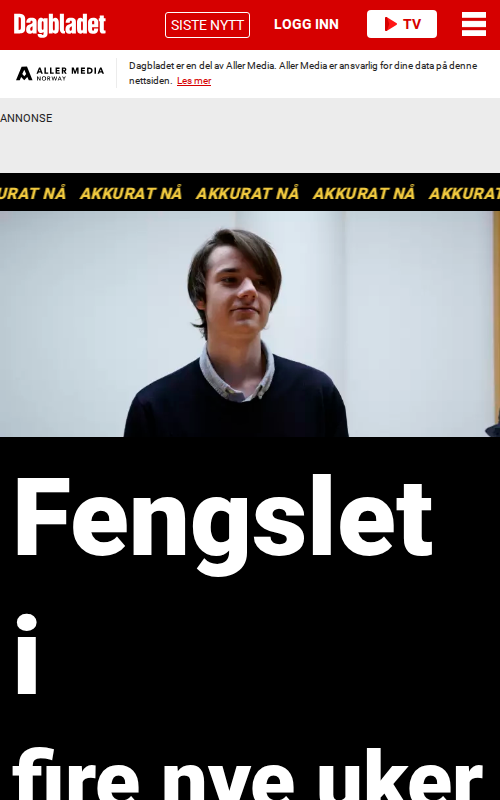 Dagbladet
SISTE NYTT
LOGG INN
TV
ALLER MEDIA
NORWAY
Dagbladet er en del av Aller Media. Aller Media er ansvarlig for dine data på denne
nettsiden. Les mer
ANNONSE
URAT NÅ AKKURAT NÅ AKKURAT NÅ AKKURAT NÅ AKKURAT
Fengslet
i
fire nye uker